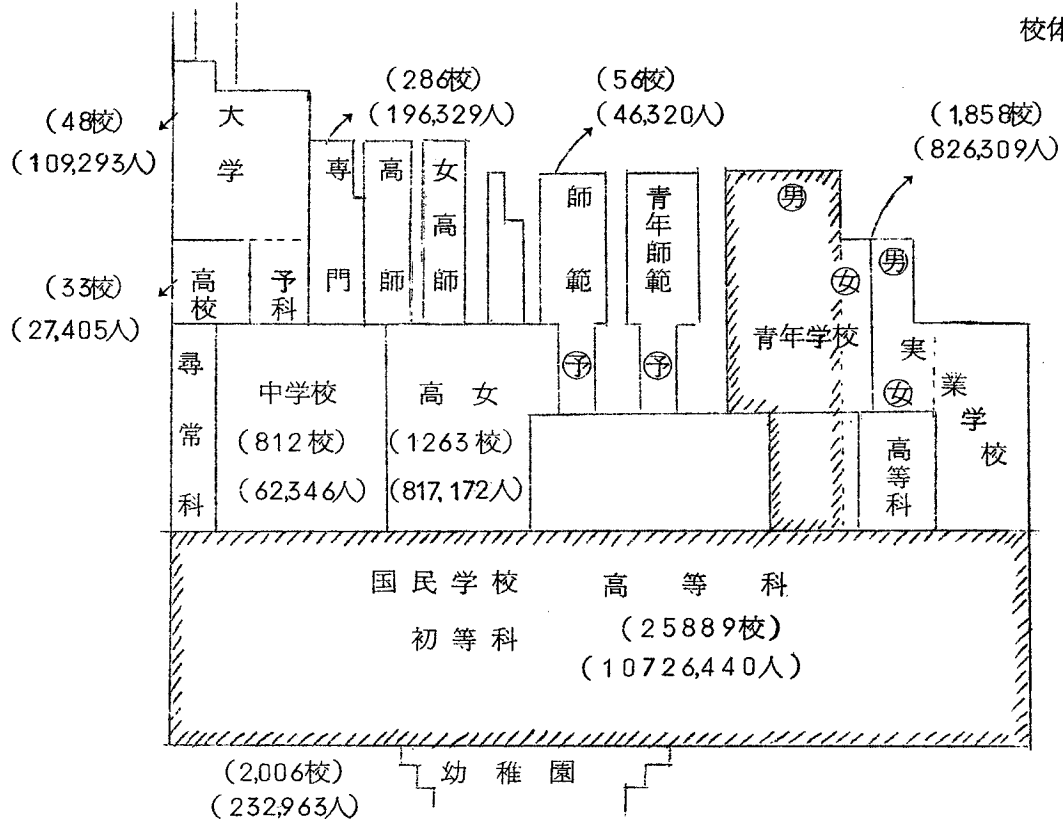 校体
(286校)
(196,329人)
(56校)
(46,320人)
(1,858校)
(826,309人)
(48校)
(109,293人)
大学
専門
高師
女高師
師範
青年師範
男
女
男
(33校)
(27,405人)
高校
予科
青年学校
実業学校
女
予
予
尋常科
中学校
(812校)
(62,346人)
高女
(1263校)
(817,172人)
高等科
国民学校 高等科
初等科 (25889校)
(10726,440人)
幼稚園
(2,006校)
(232,963人)